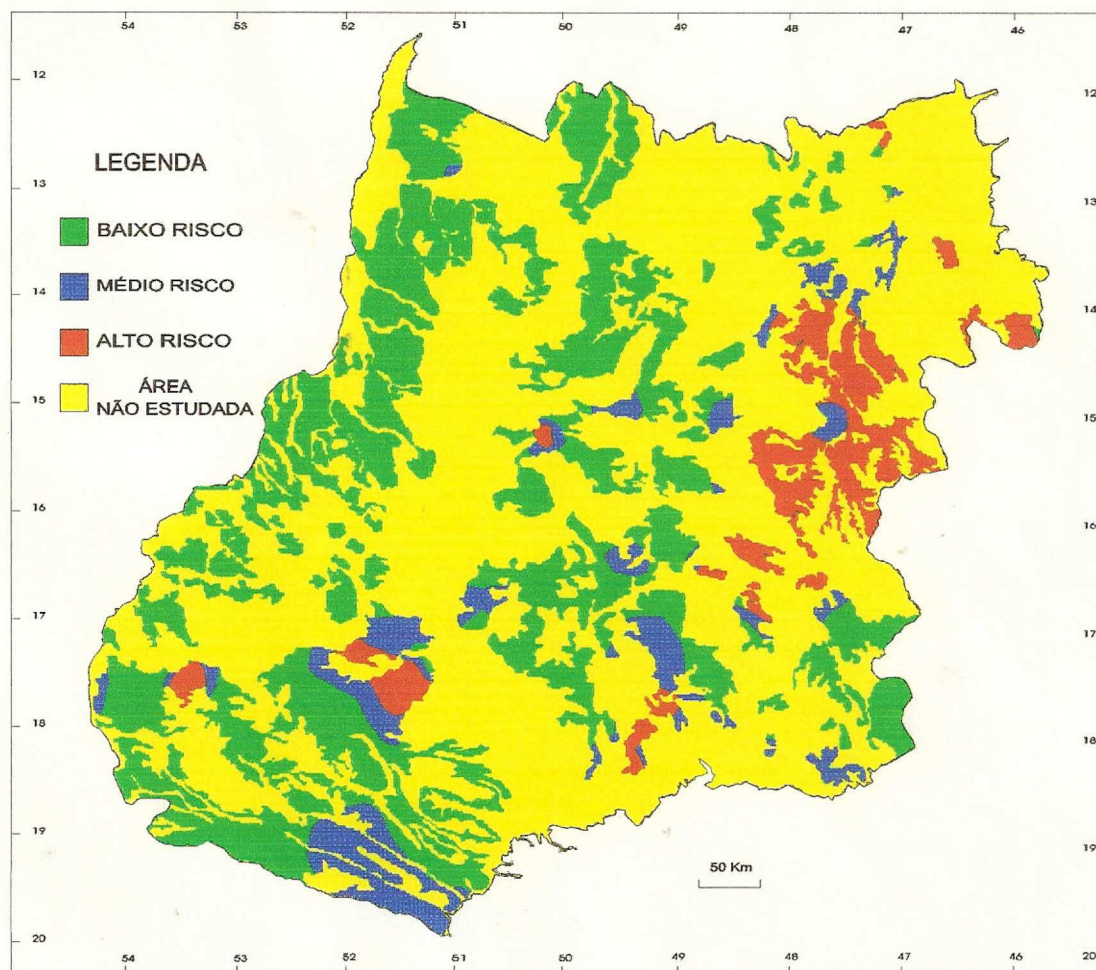 54 53 52 51 50 49 48 47 46
12 12
LEGENDA
13 13
BAIXO RISCO
MÉDIO RISCO
14 14
ALTO RISCO
ÁREA
NÃO ESTUDADA
15 15
16 16
17 17
18 18
19 19
50 Km
20 20
54 53 52 51 50 49 48 47 46